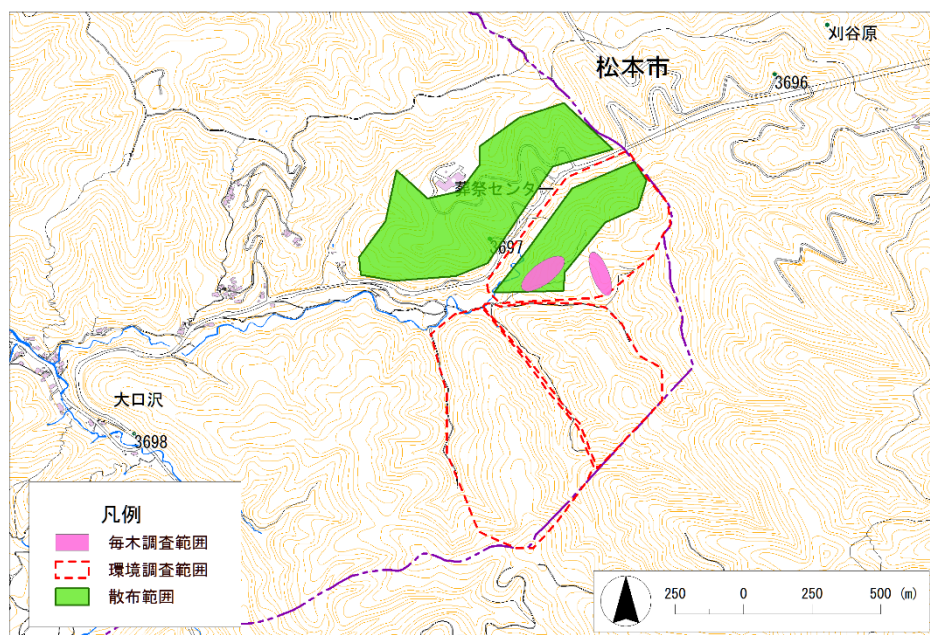 刈谷原
松本市
3696
葬祭センター
3697
大口沢
3698
凡例
毎木調査範囲
環境調査範囲
散布範囲
250 0 250 500 (m)